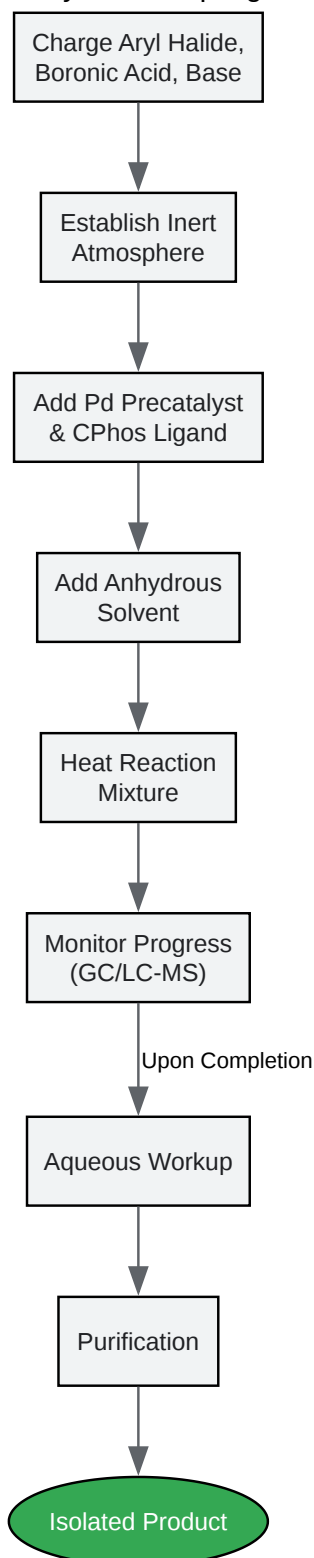 Charge Aryl Halide,
Boronic Acid, Base
Establish Inert
Atmosphere
Add Pd Precatalyst
& CPhos Ligand
Add Anhydrous
Solvent
Heat Reaction
Mixture
Monitor Progress
(GC/LC-MS)
Upon Completion
Aqueous Workup
Purification
Isolated Product